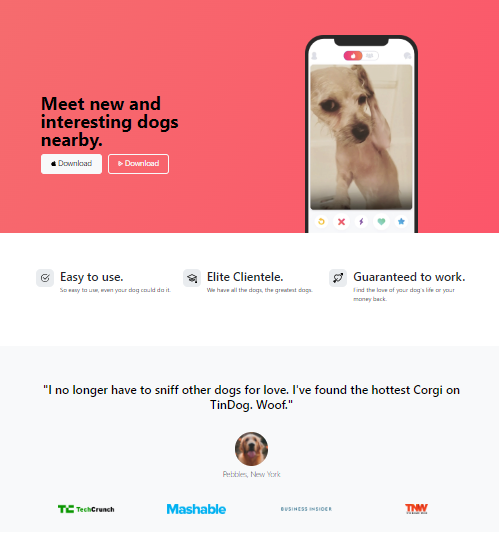 Meet new and
interesting dogs
nearby.
Download Download
Easy to use.
So easy to use, even your dog could do it.
Elite Clientele.
We have all the dogs, the greatest dogs.
Guaranteed to work.
Find the love of your dog's life or your
money back.
"I no longer have to sniff other dogs for love. I've found the hottest Corgi on
TinDog. Woof."
Pebbles, New York
TechCrunch Mashable BUSINESS INSIDER TNW